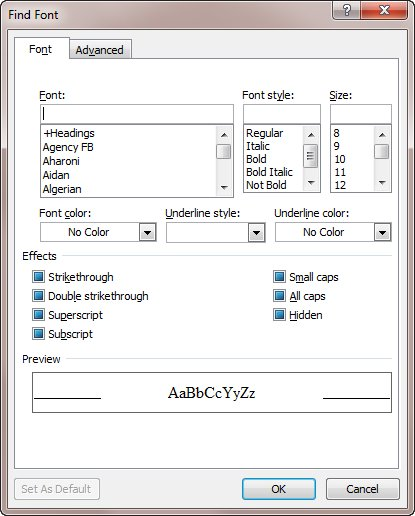 Find Font
Font Advanced
Font: Font style: Size:
+Headings Regular 8
Agency FB Italic 9
Aharoni Bold 10
Aidan Bold Italic 11
Algerian Not Bold 12
Font color: Underline style: Underline color:
No Color No Color
Effects
Strikethrough Small caps
Double strikethrough All caps
Superscript Hidden
Subscript
Preview
AaBbCcYyZz
Set As Default OK Cancel